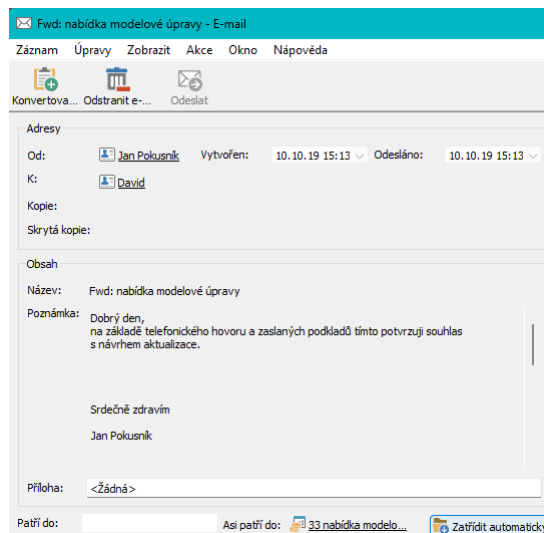 Fwd: nabídka modelové úpravy - E-mail
Záznam Úpravy Zobrazit Akce Okno Nápověda
Konvertova... Odstranit e-... Odeslat
Adresy
Od: Jan Pokusník Vytvořen: 10.10.19 15:13 Odesláno: 10.10.19 15:13
K: David
Kopie:
Skrytá kopie:
Obsah
Název: Fwd: nabídka modelové úpravy
Poznámka: Dobrý den,
na základě telefonického hovoru a zaslaných podkladů tímto potvrzuji souhlas
s návrhem aktualizace.
Srdečně zdravím
Jan Pokusník
Příloha: <Žádná>
Patří do: Asi patří do: 33 nabídka modelo... Zatřídit automaticky